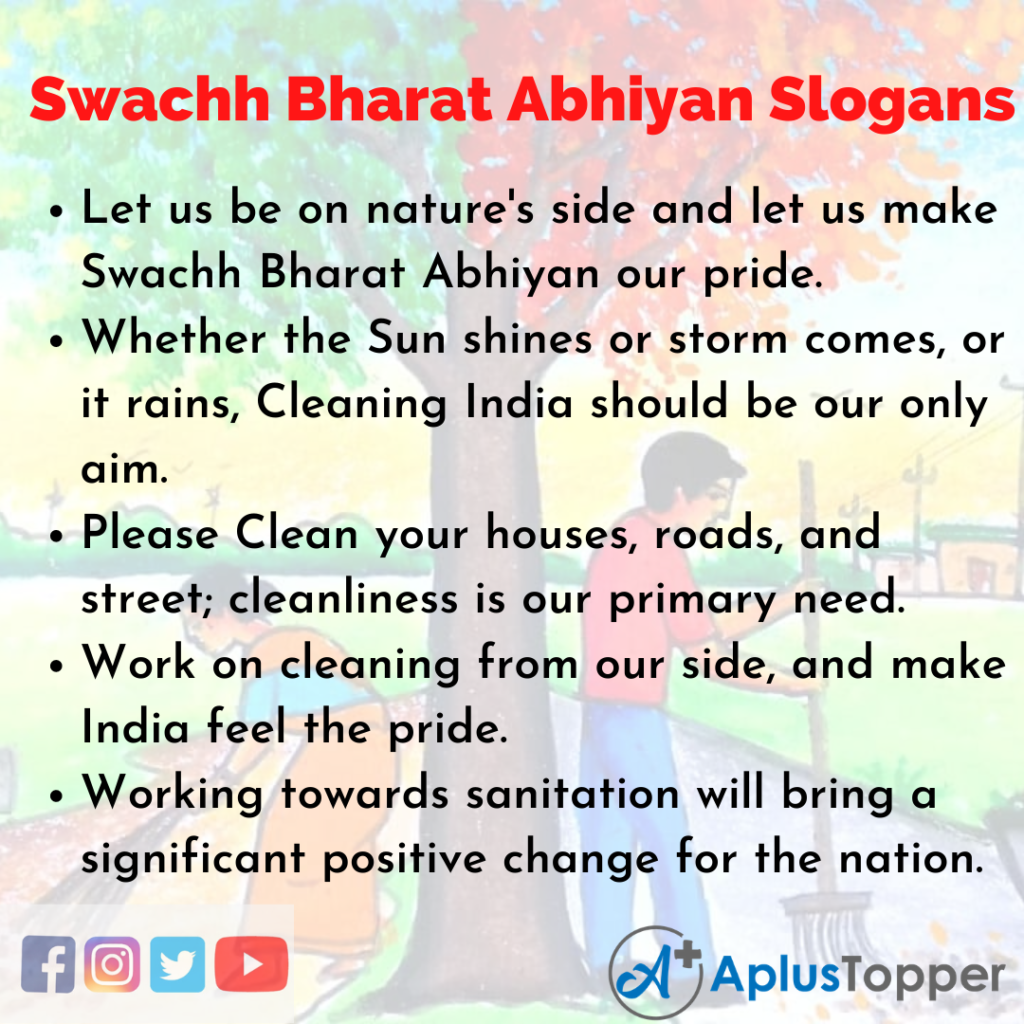 Swachh Bharat Abhiyan Slogans
• Let us be on nature's side and let us make
Swachh Bharat Abhiyan our pride.
• Whether the Sun shines or storm comes, or
it rains, Cleaning India should be our only
aim.
• Please Clean your houses, roads, and
street; cleanliness is our primary need.
• Work on cleaning from our side, and make
India feel the pride.
• Working towards sanitation will bring a
significant positive change for the nation.
A+ AplusTopper